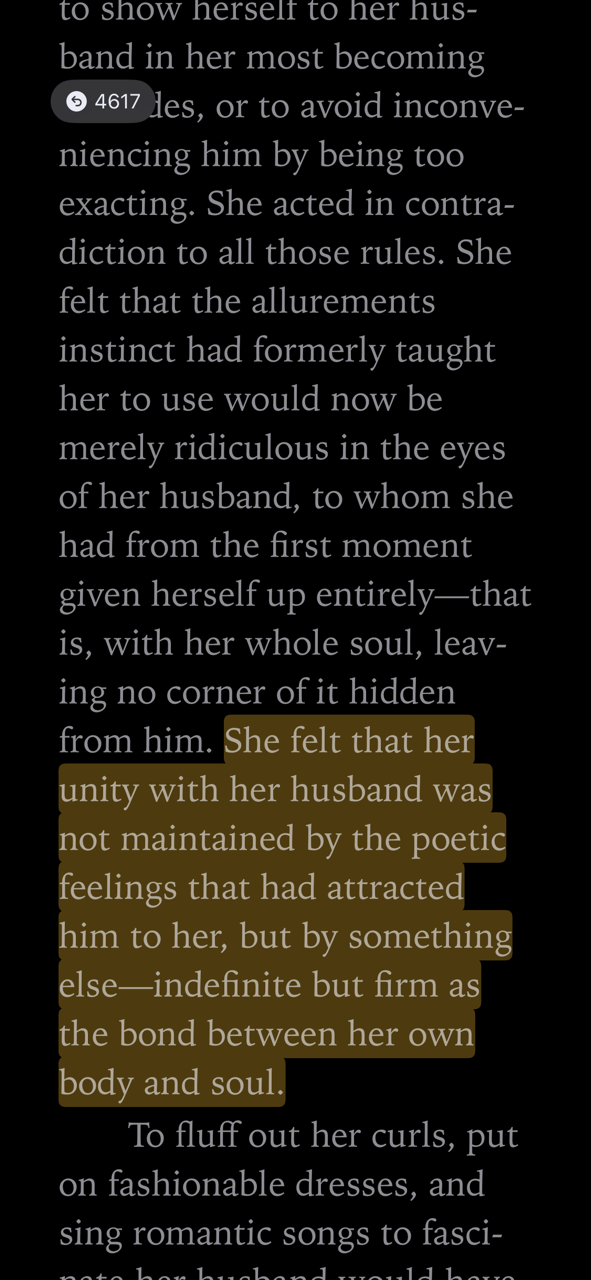 to show herself to her hus-
band in her most becoming
4617
des, or to avoid inconve-
niencing him by being too
exacting. She acted in contra-
diction to all those rules. She
felt that the allurements
instinct had formerly taught
her to use would now be
merely ridiculous in the eyes
of her husband, to whom she
had from the first moment
given herself up entirely—that
is, with her whole soul, leav-
ing no corner of it hidden
from him. She felt that her
unity with her husband was
not maintained by the poetic
feelings that had attracted
him to her, but by something
else—indefinite but firm as
the bond between her own
body and soul.
To fluff out her curls, put
on fashionable dresses, and
sing romantic songs to fasci-
nate her husband would have